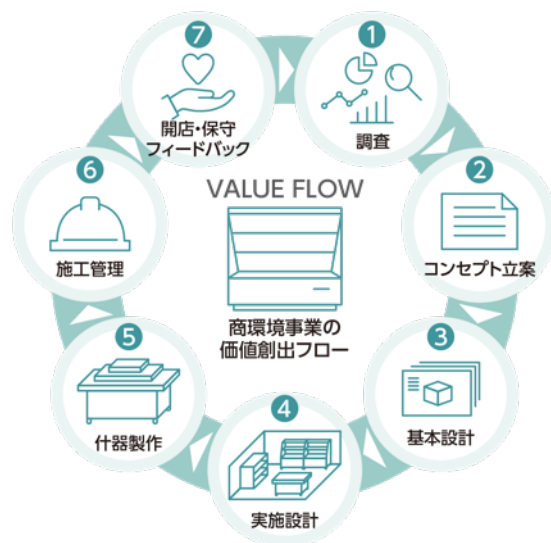 VALUE FLOW
商環境事業の
価値創出フロー
1
調査
2
コンセプト立案
3
基本設計
4
実施設計
5
什器製作
6
施工管理
7
開店・保守
フィードバック